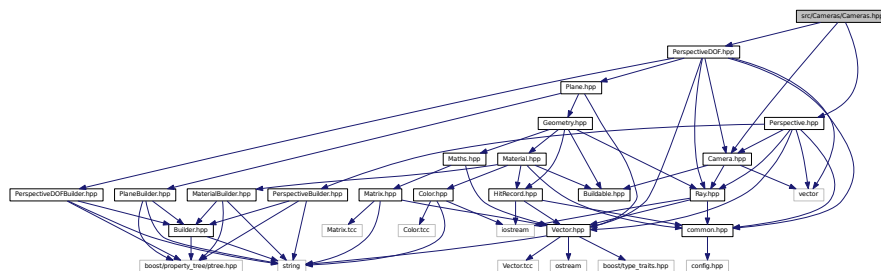 src/Cameras/Cameras.hpp
PerspectiveDOF.hpp
Plane.hpp
Geometry.hpp
Perspective.hpp
Maths.hpp
Material.hpp
Camera.hpp
PerspectiveDOFBuilder.hpp
PlaneBuilder.hpp
MaterialBuilder.hpp
PerspectiveBuilder.hpp
Matrix.hpp
Color.hpp
HitRecord.hpp
Buildable.hpp
Ray.hpp
vector
Builder.hpp
Matrix.tcc
Color.tcc
iostream
Vector.hpp
common.hpp
boost/property_tree/ptree.hpp
string
Vector.tcc
ostream
boost/type_traits.hpp
config.hpp